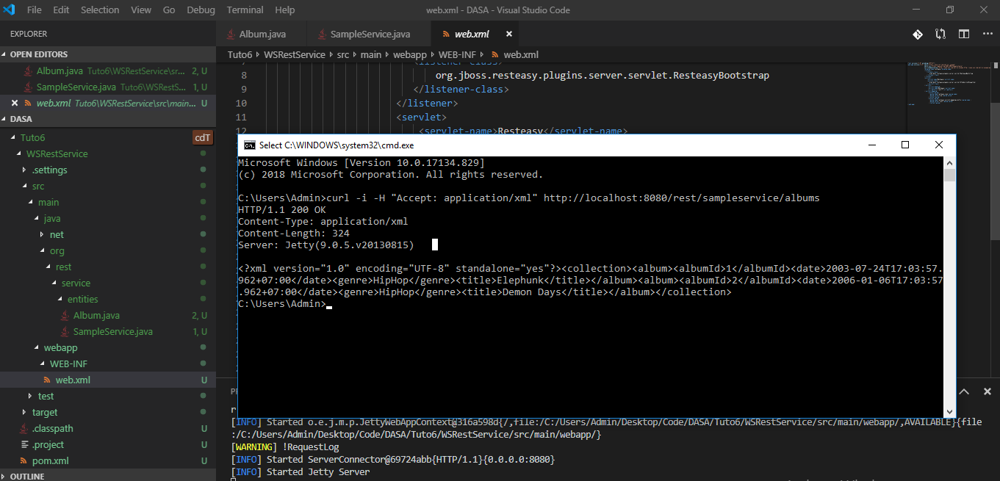 File Edit Selection View Go Debug Terminal Help web.xml - DASA - Visual Studio Code
EXPLORER
OPEN EDITORS
Album.java Tuto6\WSRestService\sr... 2, U
SampleService.java Tuto6\WSRestS... 1, U
web.xml Tuto6\WSRestService\src\main... U
DASA
Tuto6 cdT
WSRestService
.settings
src
main
java
net
org
rest
service
entities
Album.java 2, U
SampleService.java 1, U
webapp
WEB-INF
web.xml U
test
target
.classpath U
.project U
pom.xml U
OUTLINE
Album.java SampleService.java web.xml
Tuto6 WSRestService src main webapp WEB-INF web.xml
7 <listener-class>
8 org.jboss.resteasy.plugins.server.servlet.ResteasyBootstrap
9 </listener-class>
10 </listener>
11 <servlet>
12 <servlet-name>Resteasy</servlet-name>
Select C:\WINDOWS\system32\cmd.exe
Microsoft Windows [Version 10.0.17134.829]
(c) 2018 Microsoft Corporation. All rights reserved.
C:\Users\Admin>curl -i -H "Accept: application/xml" http://localhost:8080/rest/sampleservice/albums
HTTP/1.1 200 OK
Content-Type: application/xml
Content-Length: 324
Server: Jetty(9.0.5.v20130815)
<?xml version="1.0" encoding="UTF-8" standalone="yes"?><collection><album><albumId>1</albumId><date>2003-07-24T17:03:57.
962+07:00</date><genre>HipHop</genre><title>Elephunk</title></album><album><albumId>2</albumId><date>2006-01-06T17:03:57
.962+07:00</date><genre>HipHop</genre><title>Demon Days</title></album></collection>
C:\Users\Admin>
[INFO] Started o.e.j.m.p.JettyWebAppContext@316a598d{/,file:/C:/Users/Admin/Desktop/Code/DASA/Tuto6/WSRestService/src/main/webapp/,AVAILABLE}{file
:/C:/Users/Admin/Desktop/Code/DASA/Tuto6/WSRestService/src/main/webapp/}
[WARNING] !RequestLog
[INFO] Started ServerConnector@69724abb{HTTP/1.1}{0.0.0.0:8080}
[INFO] Started Jetty Server